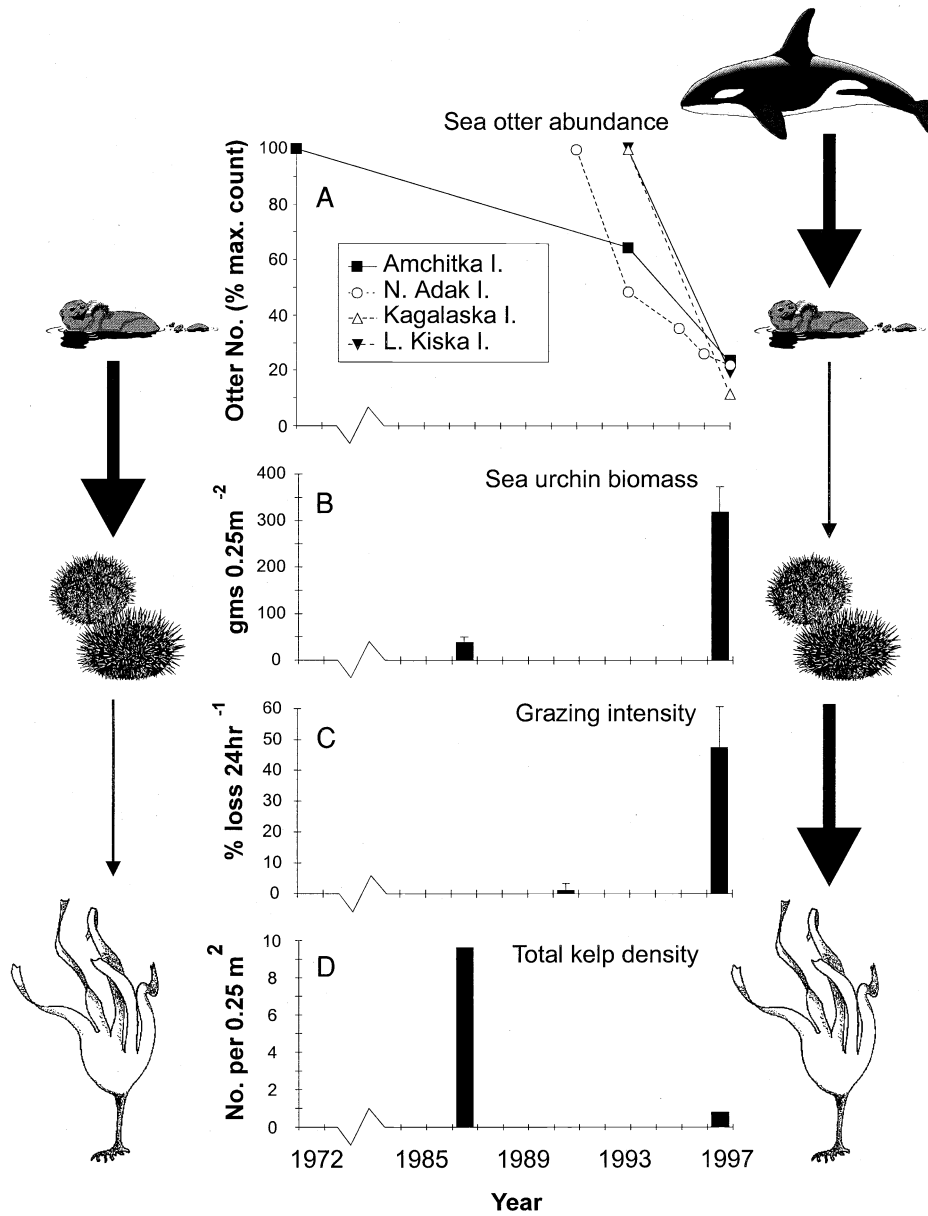 Sea otter abundance
Otter No. (% max. count)
100
80
60
40
20
0
A
Amchitka I.
N. Adak I.
Kagalaska I.
L. Kiska I.
Sea urchin biomass
gms 0.25m -2
400
300
200
100
0
B
Grazing intensity
% loss 24hr -1
60
50
40
30
20
10
0
C
Total kelp density
No. per 0.25 m 2
10
8
6
4
2
0
D
1972 1985 1989 1993 1997
Year